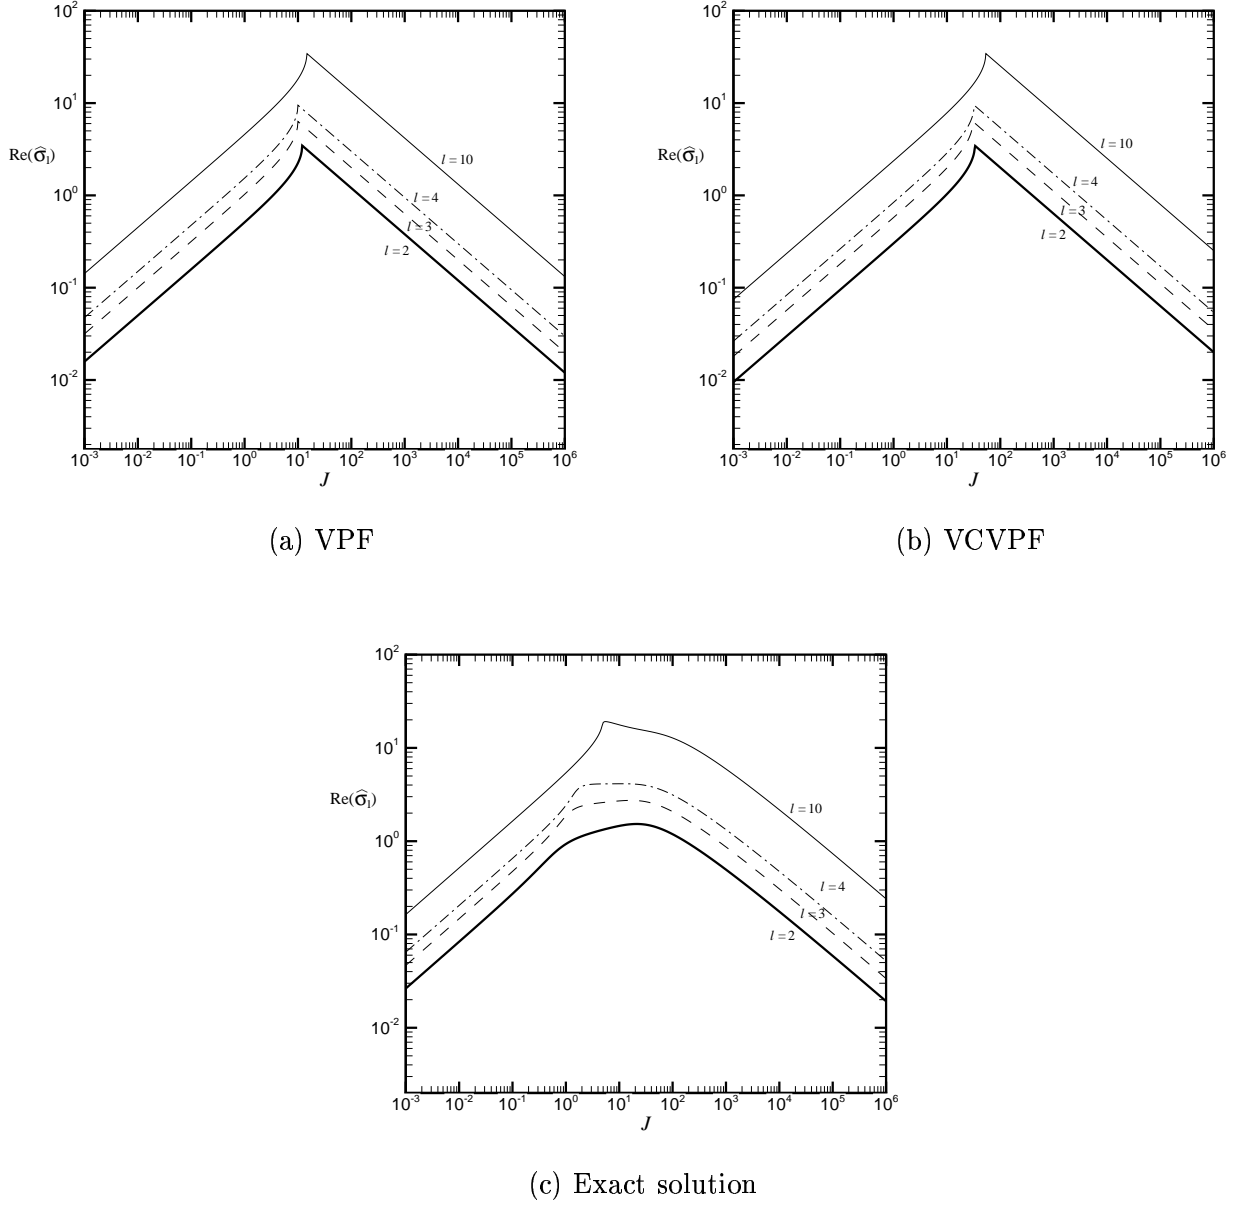 10^2
10^1
10^0
10^-1
10^-2
Re(σ̂_l)
10^-3 10^-2 10^-1 10^0 10^1 10^2 10^3 10^4 10^5 10^6
J
l = 10
l = 4
l = 3
l = 2
(a) VPF
10^2
10^1
10^0
10^-1
10^-2
Re(σ̂_l)
10^-3 10^-2 10^-1 10^0 10^1 10^2 10^3 10^4 10^5 10^6
J
l = 10
l = 4
l = 3
l = 2
(b) VCVPF
10^2
10^1
10^0
10^-1
10^-2
Re(σ̂_l)
10^-3 10^-2 10^-1 10^0 10^1 10^2 10^3 10^4 10^5 10^6
J
l = 10
l = 4
l = 3
l = 2
(c) Exact solution